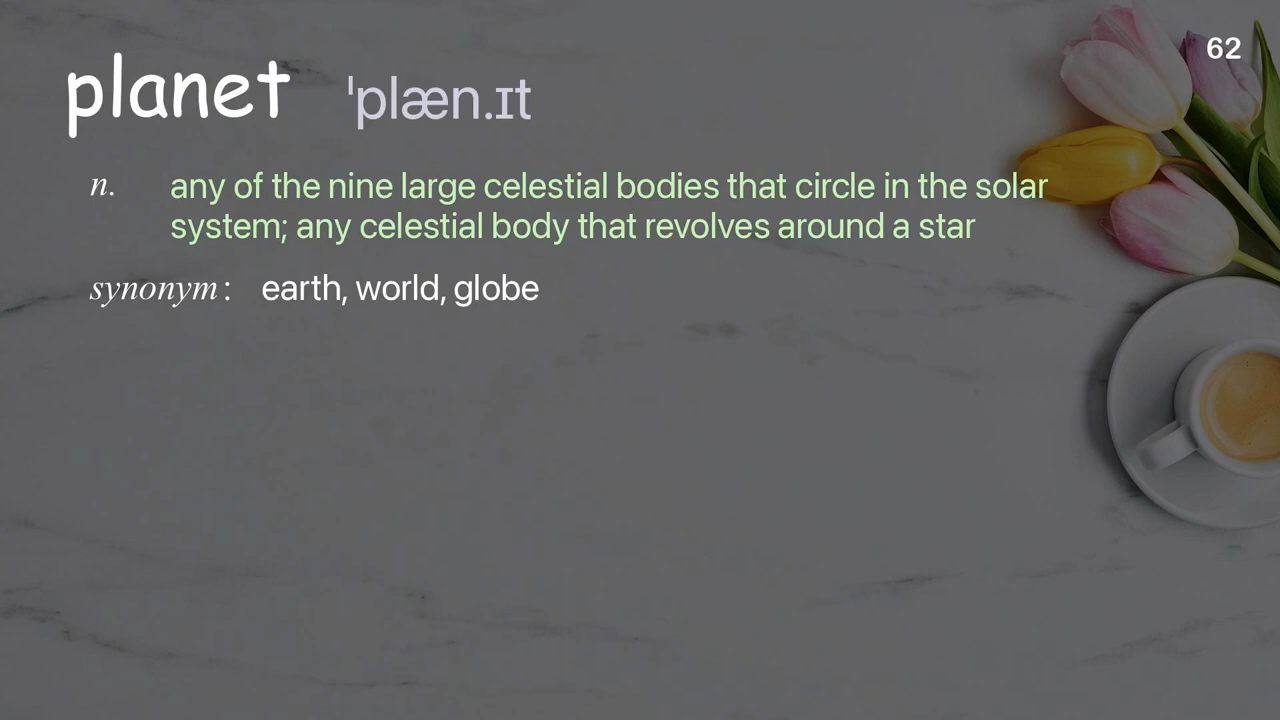 62
planet ˈplæn.ɪt
n. any of the nine large celestial bodies that circle in the solar
system; any celestial body that revolves around a star
synonym: earth, world, globe